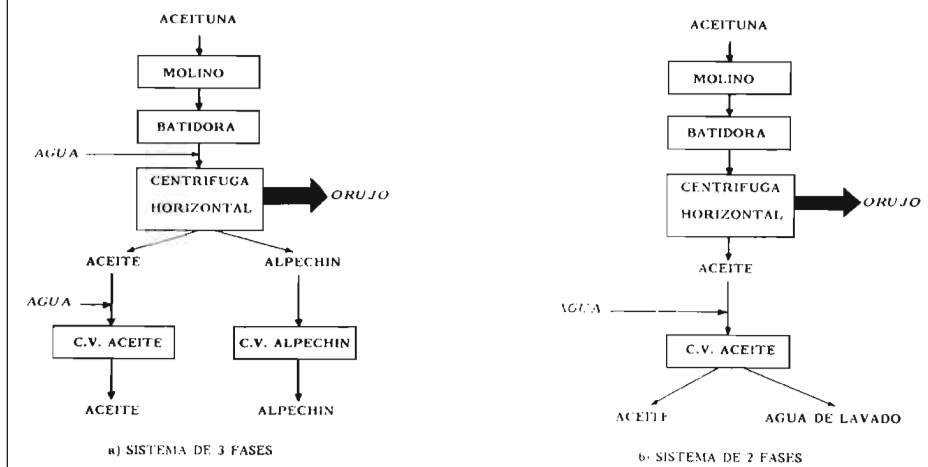 ACEITUNA
MOLINO
BATIDORA
AGUA
CENTRIFUGA
HORIZONTAL
ORUJO
ACEITE
ALPECHIN
AGUA
C.V. ACEITE
C.V. ALPECHIN
ACEITE
ALPECHIN
a) SISTEMA DE 3 FASES
ACEITUNA
MOLINO
BATIDORA
CENTRIFUGA
HORIZONTAL
ORUJO
ACEITE
AGUA
C.V. ACEITE
ACEITE
AGUA DE LAVADO
b) SISTEMA DE 2 FASES